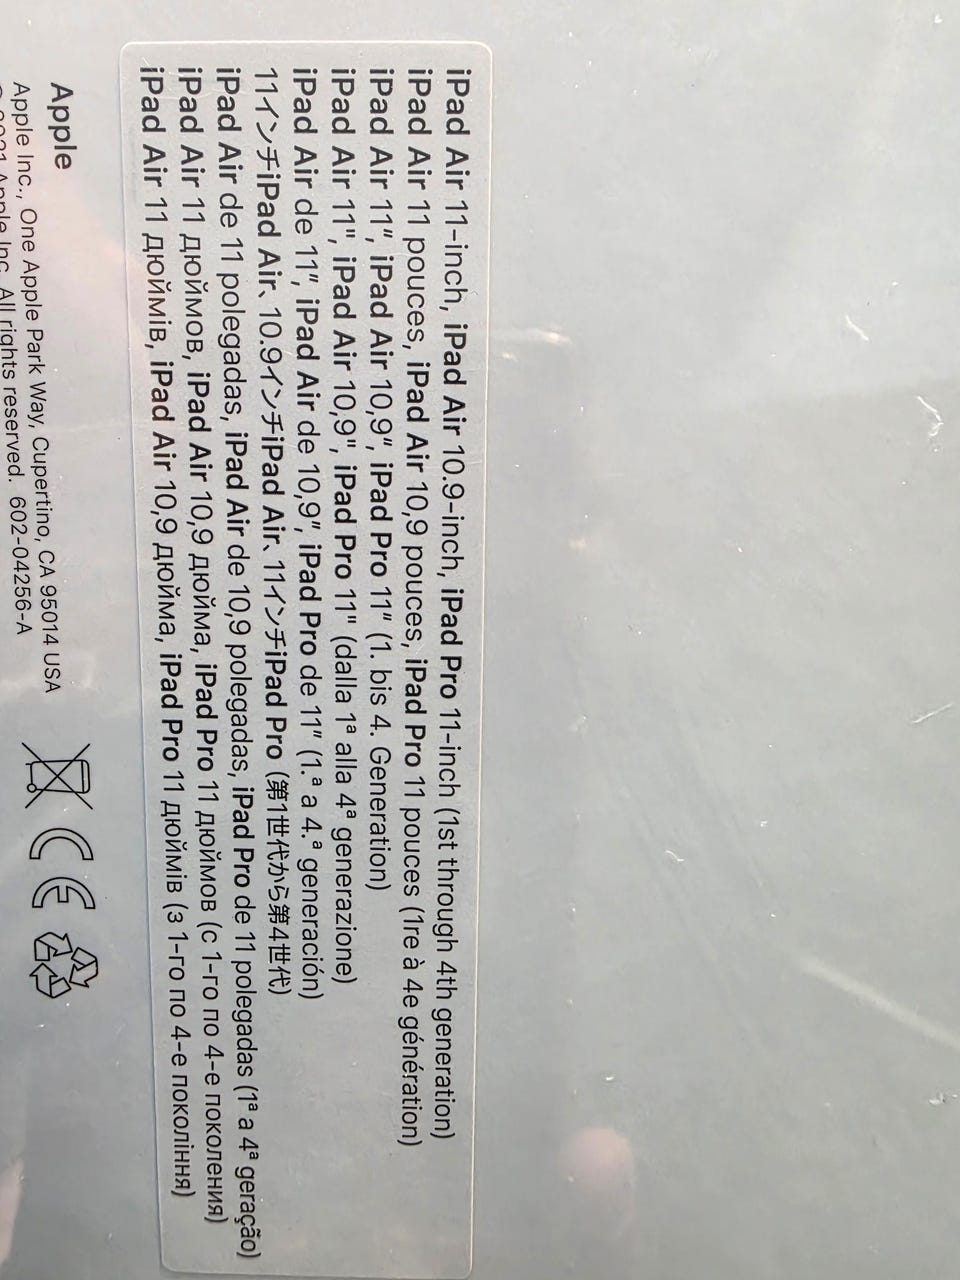 iPad Air 11-inch, iPad Air 10.9-inch, iPad Pro 11-inch (1st through 4th generation)
iPad Air 11 pouces, iPad Air 10,9 pouces, iPad Pro 11 pouces (1re à 4e génération)
iPad Air 11″, iPad Air 10,9″, iPad Pro 11″ (1. bis 4. Generation)
iPad Air 11", iPad Air 10,9", iPad Pro 11" (dalla 1ª alla 4ª generazione)
iPad Air de 11″, iPad Air de 10,9″, iPad Pro de 11″ (1.ª a 4.ª generación)
11インチiPad Air、10.9インチiPad Air、11インチiPad Pro (第1世代から第4世代)
iPad Air de 11 polegadas, iPad Air de 10,9 polegadas, iPad Pro de 11 polegadas (1ª a 4ª geração)
iPad Air 11 дюймов, iPad Air 10,9 дюйма, iPad Pro 11 дюймов (с 1-го по 4-е поколения)
iPad Air 11 дюймів, iPad Air 10,9 дюйма, iPad Pro 11 дюймів (з 1-го по 4-е покоління)
Apple
Apple Inc., One Apple Park Way, Cupertino, CA 95014 USA
© 2021 Apple Inc. All rights reserved. 602-04256-A
CE